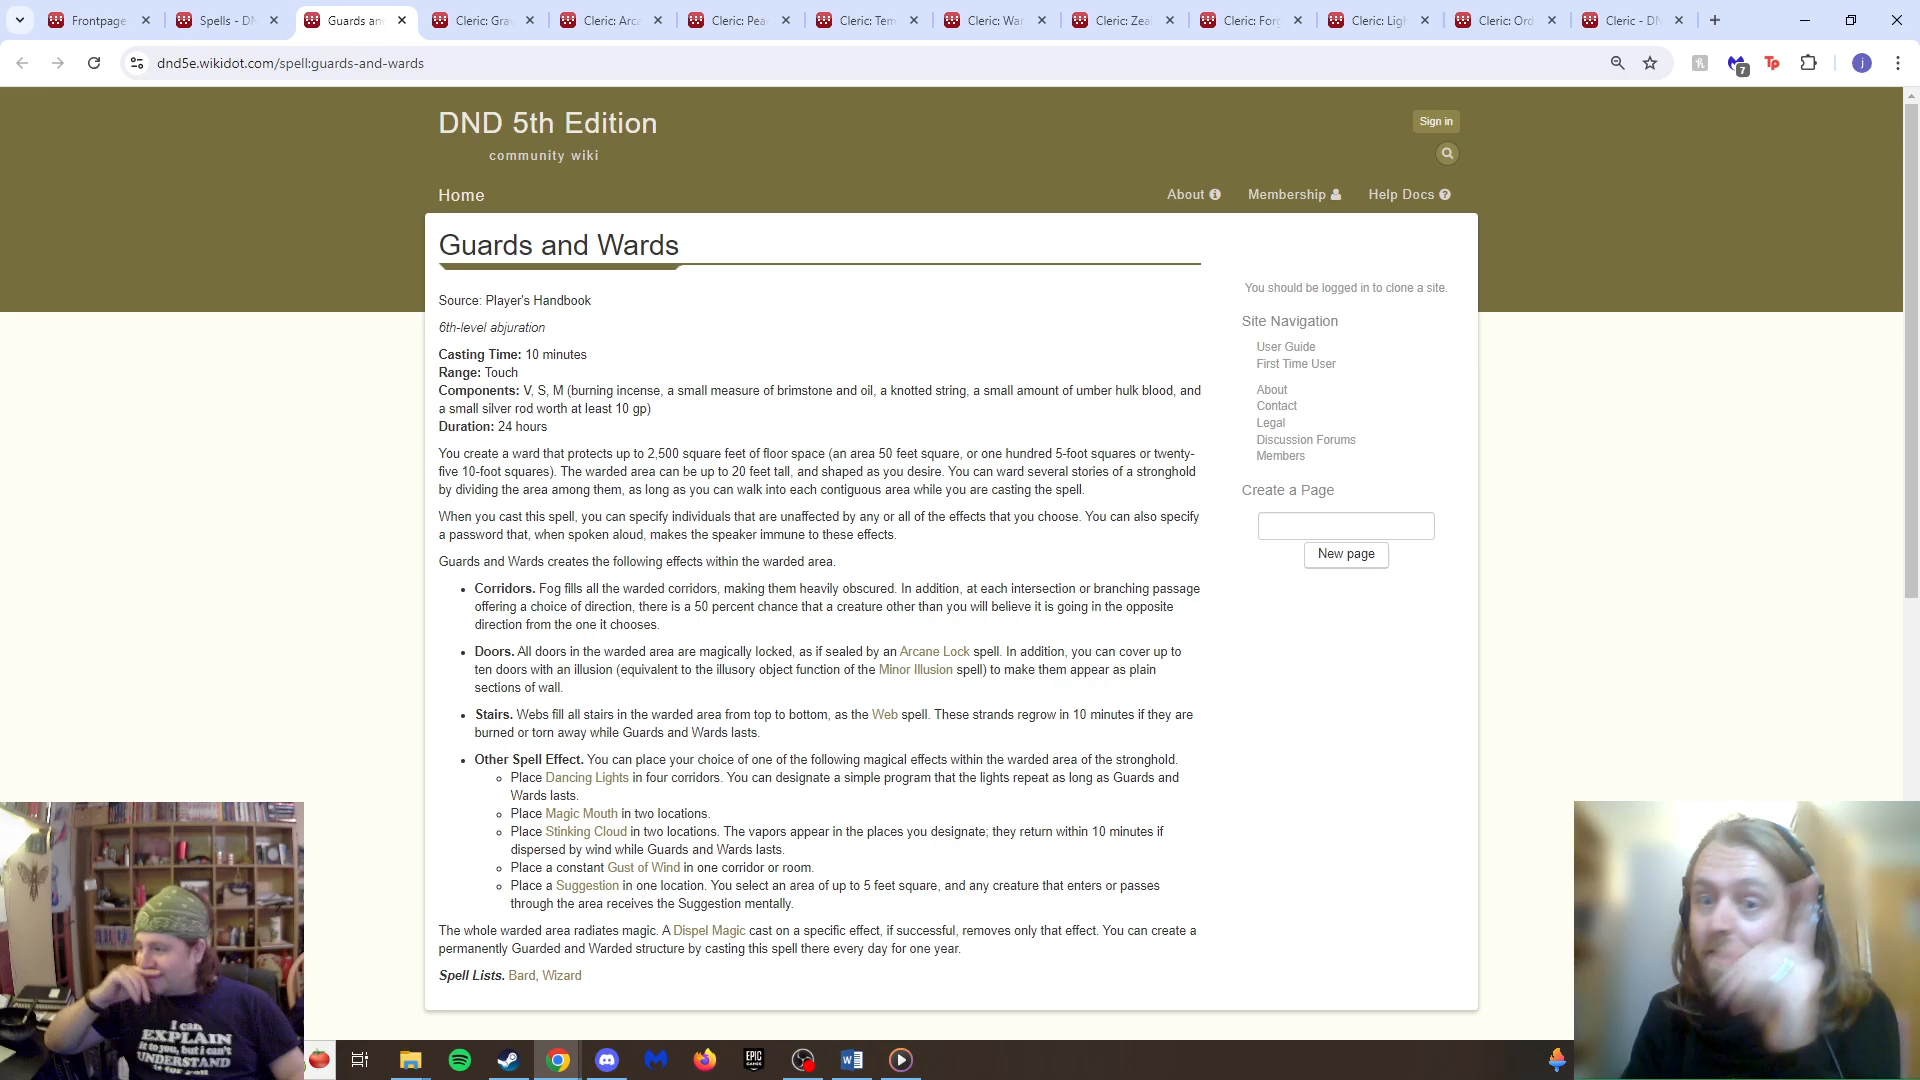 Frontpage
Spells - DN
Guards an
Cleric: Gra
Cleric: Arca
Cleric: Pea
Cleric: Tem
Cleric: War
Cleric: Zeal
Cleric: For
Cleric: Ligh
Cleric: Ord
Cleric - DN
dnd5e.wikidot.com/spell:guards-and-wards
7
Tp
j
DND 5th Edition
community wiki
Sign in
Home
About
Membership
Help Docs
Guards and Wards
Source: Player's Handbook
6th-level abjuration
Casting Time: 10 minutes
Range: Touch
Components: V, S, M (burning incense, a small measure of brimstone and oil, a knotted string, a small amount of umber hulk blood, and
a small silver rod worth at least 10 gp)
Duration: 24 hours
You create a ward that protects up to 2,500 square feet of floor space (an area 50 feet square, or one hundred 5-foot squares or twenty-
five 10-foot squares). The warded area can be up to 20 feet tall, and shaped as you desire. You can ward several stories of a stronghold
by dividing the area among them, as long as you can walk into each contiguous area while you are casting the spell.
When you cast this spell, you can specify individuals that are unaffected by any or all of the effects that you choose. You can also specify
a password that, when spoken aloud, makes the speaker immune to these effects.
Guards and Wards creates the following effects within the warded area.
Corridors. Fog fills all the warded corridors, making them heavily obscured. In addition, at each intersection or branching passage
offering a choice of direction, there is a 50 percent chance that a creature other than you will believe it is going in the opposite
direction from the one it chooses.
Doors. All doors in the warded area are magically locked, as if sealed by an Arcane Lock spell. In addition, you can cover up to
ten doors with an illusion (equivalent to the illusory object function of the Minor Illusion spell) to make them appear as plain
sections of wall.
Stairs. Webs fill all stairs in the warded area from top to bottom, as the Web spell. These strands regrow in 10 minutes if they are
burned or torn away while Guards and Wards lasts.
Other Spell Effect. You can place your choice of one of the following magical effects within the warded area of the stronghold.
Place Dancing Lights in four corridors. You can designate a simple program that the lights repeat as long as Guards and
Wards lasts.
Place Magic Mouth in two locations.
Place Stinking Cloud in two locations. The vapors appear in the places you designate; they return within 10 minutes if
dispersed by wind while Guards and Wards lasts.
Place a constant Gust of Wind in one corridor or room.
Place a Suggestion in one location. You select an area of up to 5 feet square, and any creature that enters or passes
through the area receives the Suggestion mentally.
The whole warded area radiates magic. A Dispel Magic cast on a specific effect, if successful, removes only that effect. You can create a
permanently Guarded and Warded structure by casting this spell there every day for one year.
Spell Lists. Bard, Wizard
You should be logged in to clone a site.
Site Navigation
User Guide
First Time User
About
Contact
Legal
Discussion Forums
Members
Create a Page
New page
I can
EXPLAIN
it to you, but i can't
UNDERSTAND
it for you
EPIC
GAMES
W